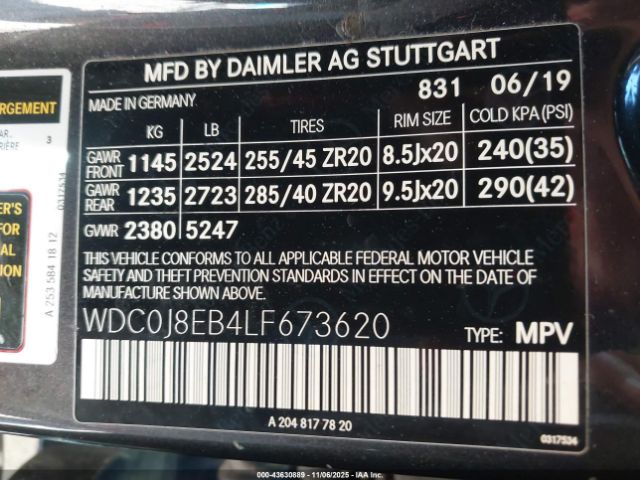 MFD BY DAIMLER AG STUTTGART
MADE IN GERMANY 831 06/19
KG LB TIRES RIM SIZE COLD KPA (PSI)
GAWR FRONT 1145 2524 255/45 ZR20 8.5Jx20 240(35)
GAWR REAR 1235 2723 285/40 ZR20 9.5Jx20 290(42)
GVWR 2380 5247
THIS VEHICLE CONFORMS TO ALL APPLICABLE FEDERAL MOTOR VEHICLE
SAFETY AND THEFT PREVENTION STANDARDS IN EFFECT ON THE DATE OF
MANUFACTURE SHOWN ABOVE.
WDC0J8EB4LF673620
TYPE: MPV
A 204 817 78 20
0317534
ARGEMENT
3
0317534
A 253 584 18 12
00-43630889 - 11/06/2025 - IAA Inc.